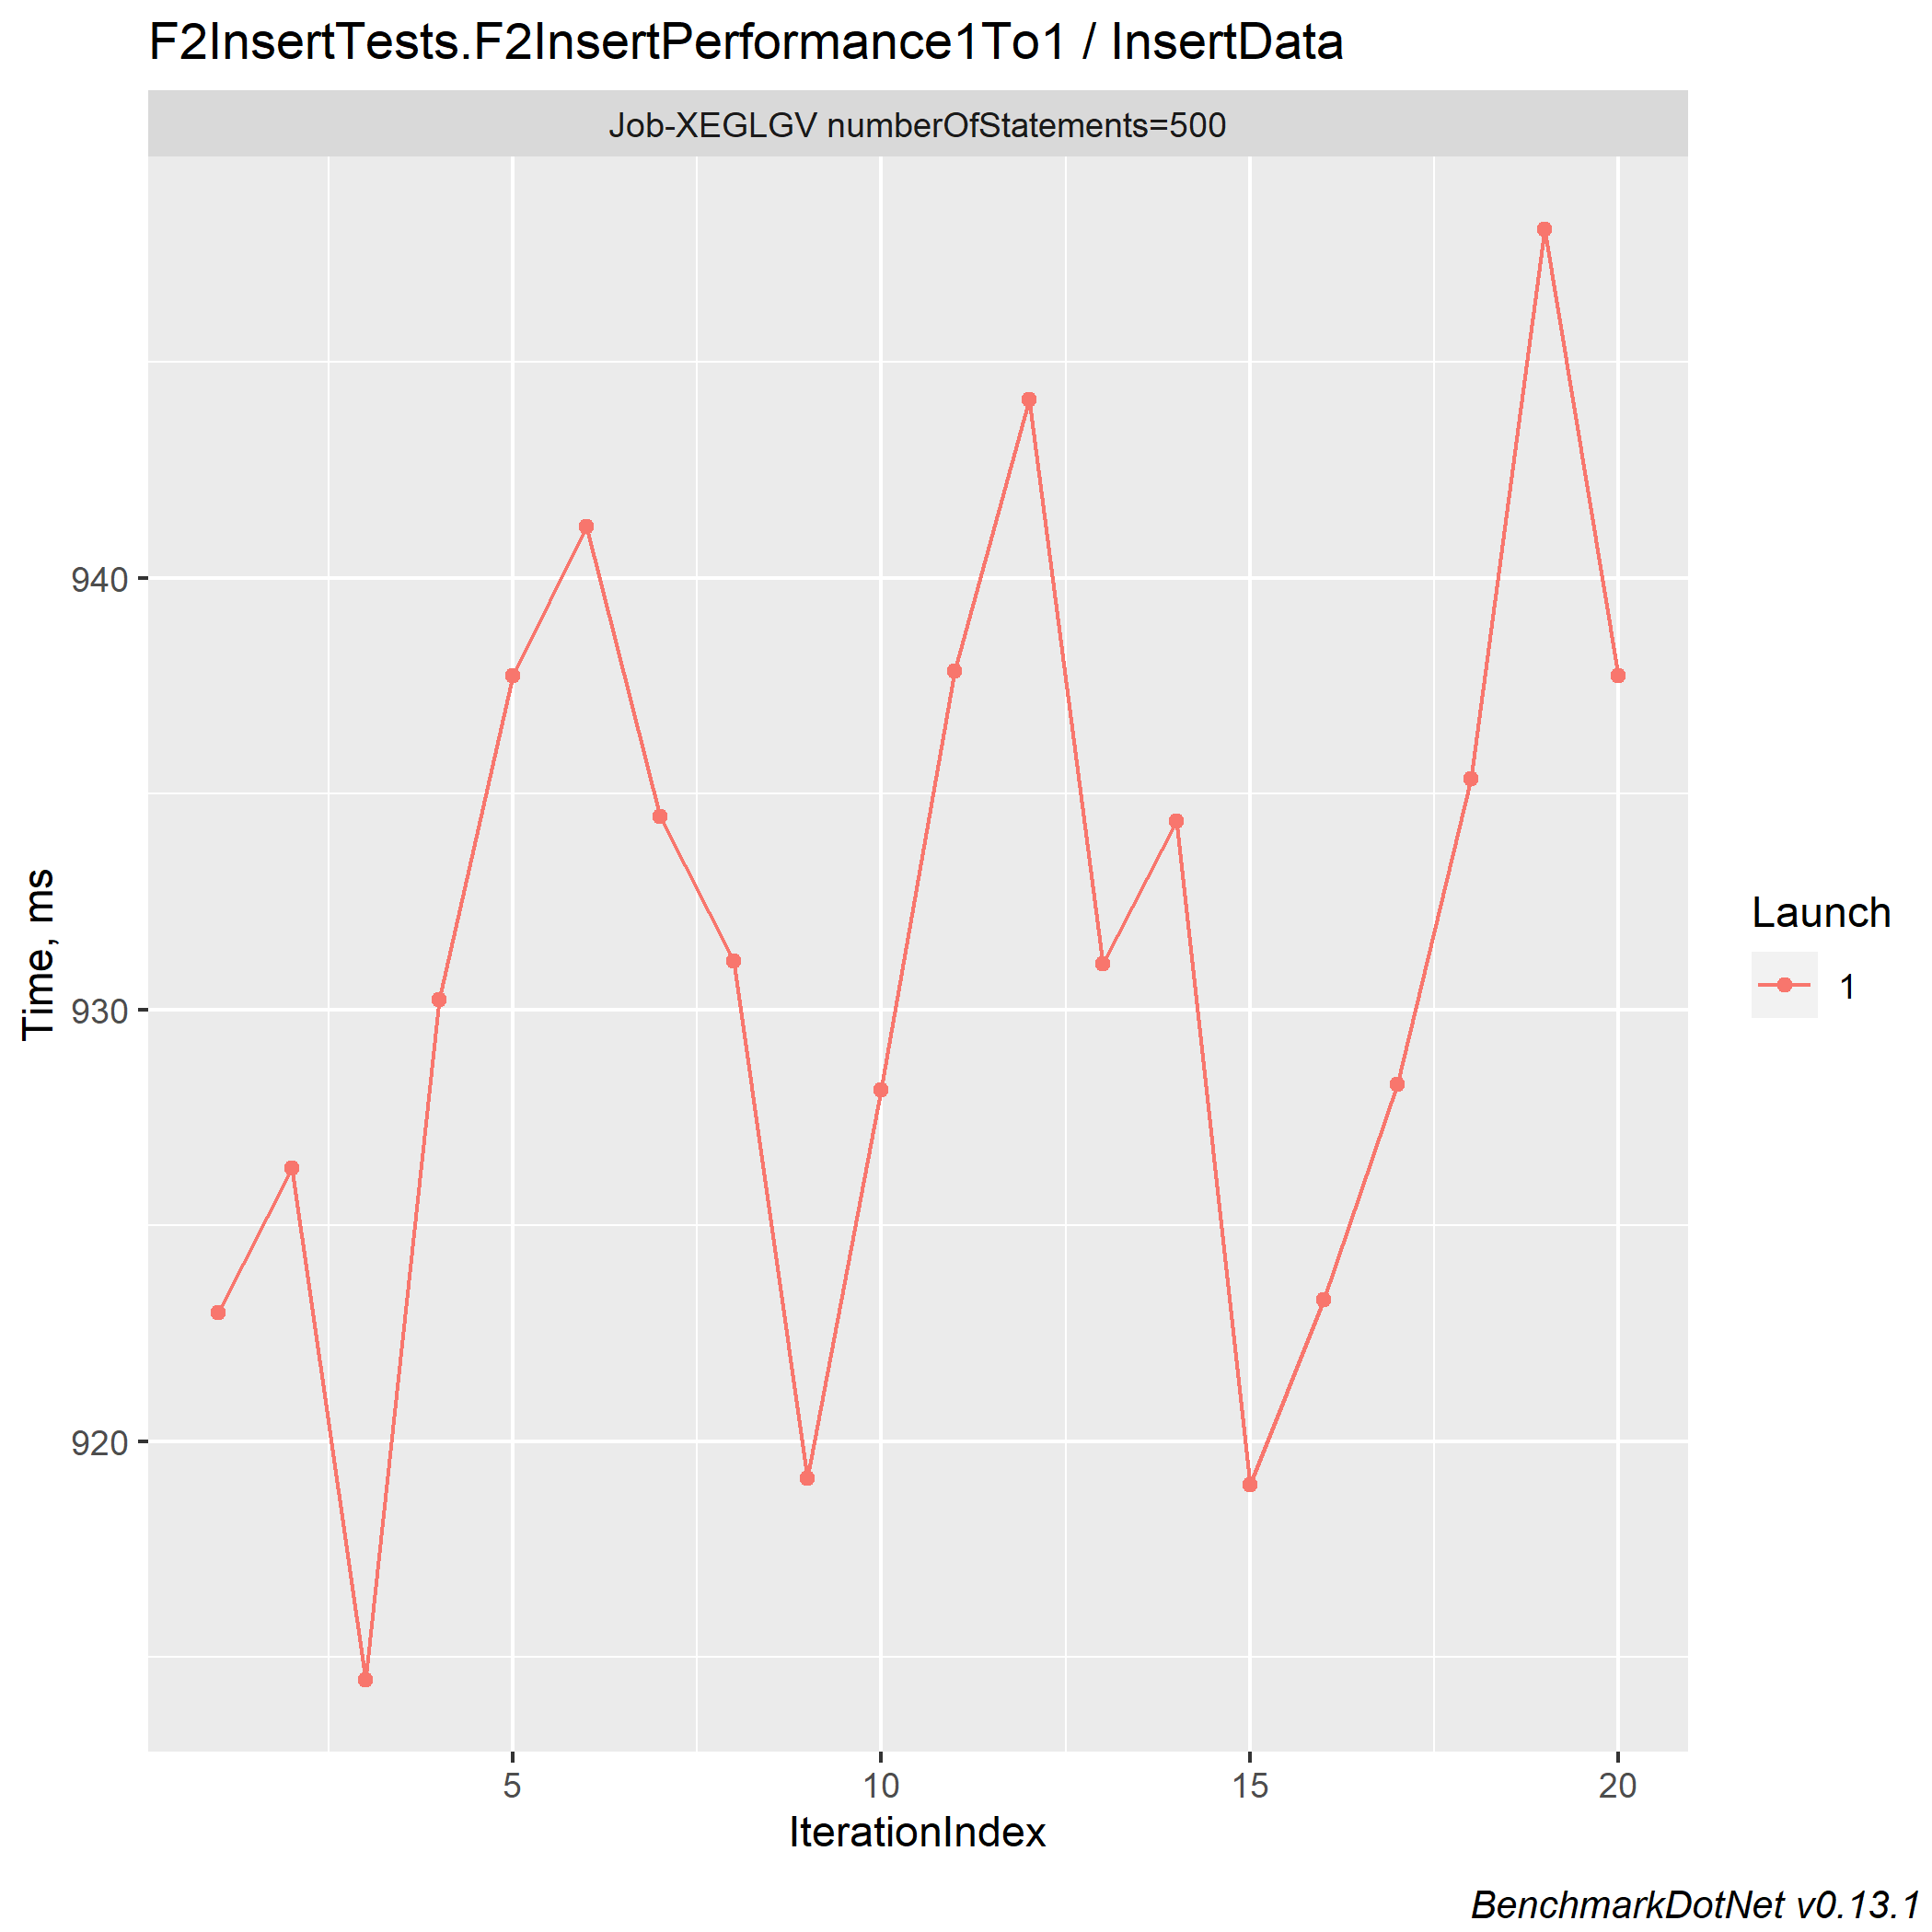 F2InsertTests.F2InsertPerformance1To1 / InsertData
Job-XEGLGV numberOfStatements=500
940
930
920
Time, ms
5 10 15 20
IterationIndex
Launch
1
BenchmarkDotNet v0.13.1